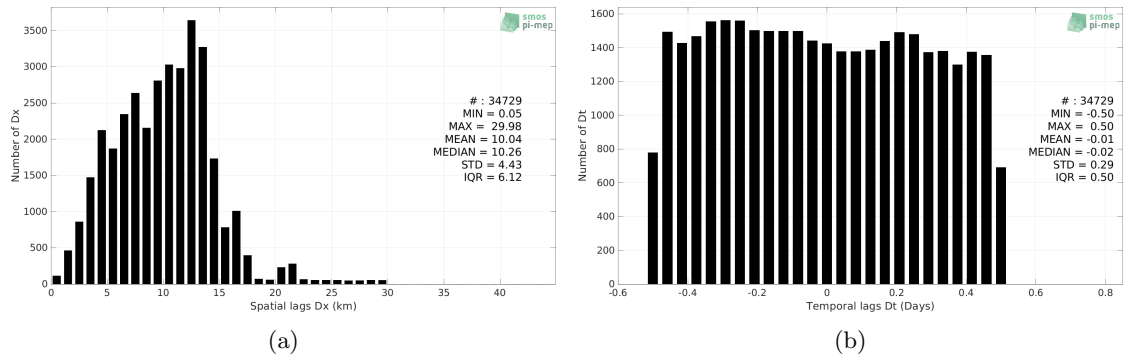 smos
pi-mep
3500
3000
2500
2000
1500
1000
500
0
Number of Dx
# : 34729
MIN = 0.05
MAX = 29.98
MEAN = 10.04
MEDIAN = 10.26
STD = 4.43
IQR = 6.12
0 5 10 15 20 25 30 35 40
Spatial lags Dx (km)
(a)
smos
pi-mep
1600
1400
1200
1000
800
600
400
200
0
Number of Dt
# : 34729
MIN = -0.50
MAX = 0.50
MEAN = -0.01
MEDIAN = -0.02
STD = 0.29
IQR = 0.50
-0.6 -0.4 -0.2 0 0.2 0.4 0.6 0.8
Temporal lags Dt (Days)
(b)